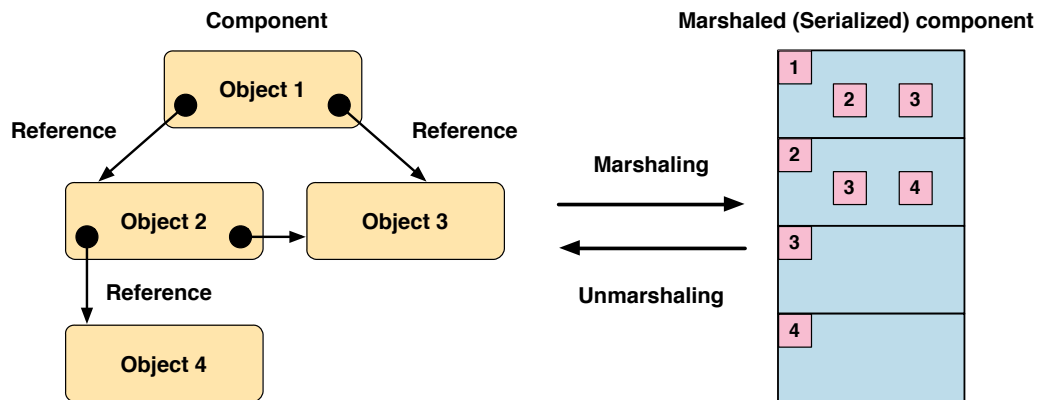 Component
Object 1
Reference
Reference
Object 2
Object 3
Reference
Object 4
Marshaling
Unmarshaling
Marshaled (Serialized) component
1
2 3
2
3 4
3
4